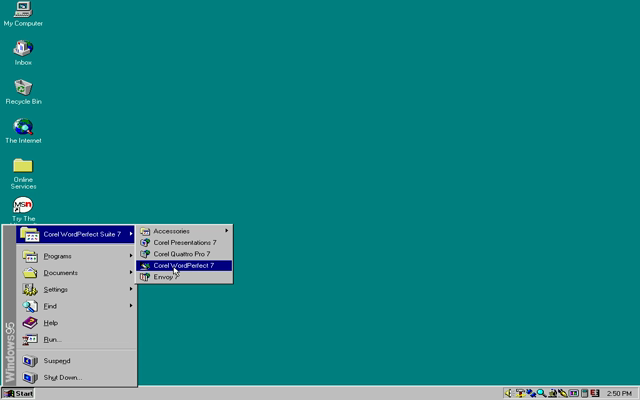 My Computer
Inbox
Recycle Bin
The Internet
Online
Services
msn
Try The
Corel WordPerfect Suite 7
Programs
Documents
Settings
Find
Help
Run...
Suspend
Shut Down...
Windows95
Accessories
Corel Presentations 7
Corel Quattro Pro 7
Corel WordPerfect 7
Envoy 7
Start
2:50 PM